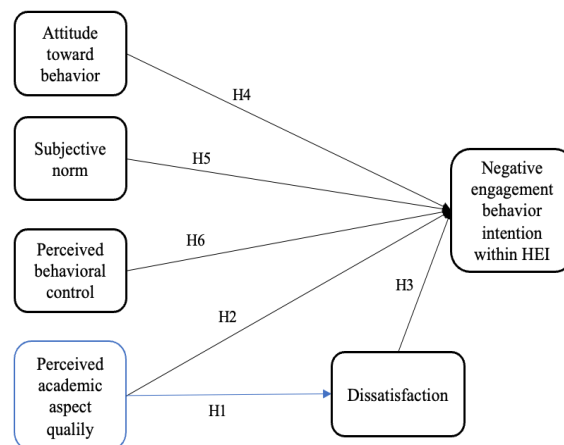 Attitude
toward
behavior
H4
Subjective
norm
H5
Negative
engagement
behavior
intention
within HEI
Perceived
behavioral
control
H6
H3
H2
Perceived
academic
aspect
qualily
H1
Dissatisfaction